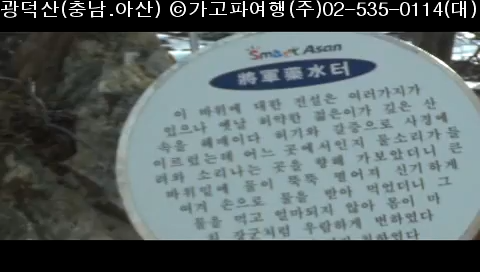 광덕산(충남.아산) ©가고파여행(주)02-535-0114(대)
Smart Asan
將軍藥水터
이 바위에 대한 전설은 여러가지가
있으나 옛날 허약한 젊은이가 깊은 산
속을 헤매이다 허기와 갈증으로 사경에
이르렀는데 어느 곳에서인지 물소리가 들
려와 소리나는 곳을 향해 가보았더니 큰
바위밑에 물이 뚝뚝 떨어져 신기하게
여겨 손으로 물을 받아 먹었더니 그
물을 먹고 얼마되지 않아 몸이 마
치 장군처럼 우람하게 변하였다